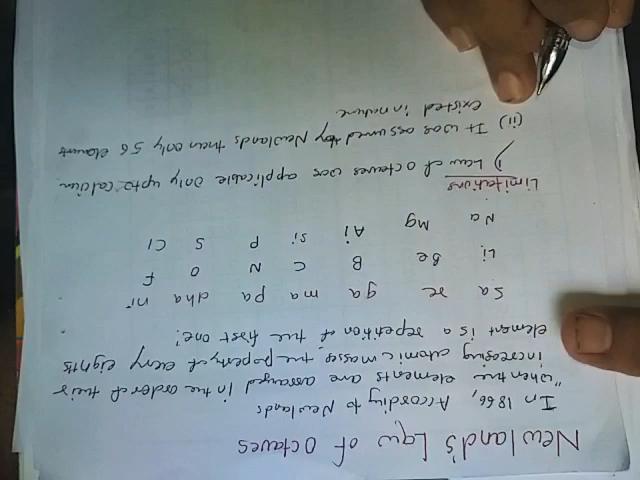 Newland's Law of Octaves
In 1866, According to Newlands
"when the elements are arranged in the order of their
increasing atomic masses the property of every eights
element is a repetition of the first one".
Sa re ga ma pa dha ni
Li Be B C N O F
Na Mg Al Si P S Cl
Limitations
1) Law of octaves was applicable only upto calcium
(ii) It was assumed by Newlands than only 56 elements
existed in nature